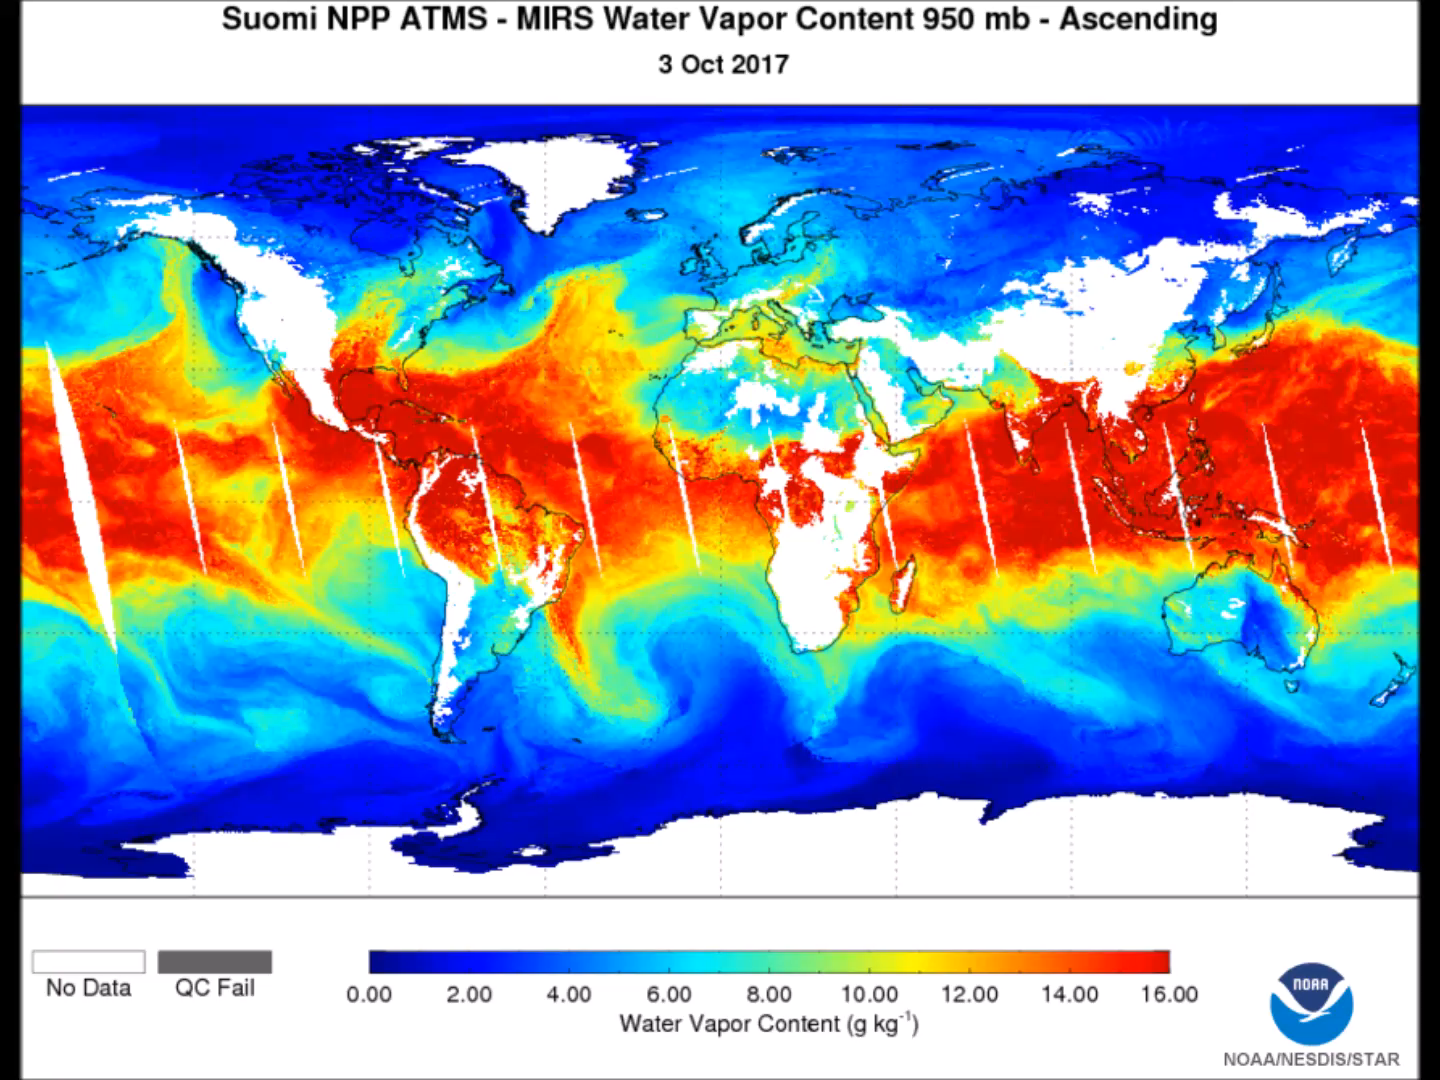 Suomi NPP ATMS - MIRS Water Vapor Content 950 mb - Ascending
3 Oct 2017
No Data
QC Fail
0.00 2.00 4.00 6.00 8.00 10.00 12.00 14.00 16.00
Water Vapor Content (g kg⁻¹)
NOAA
NOAA/NESDIS/STAR